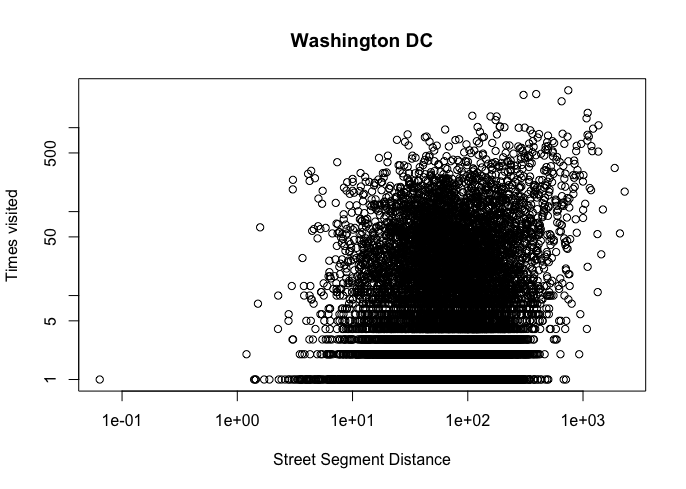 Washington DC
Times visited
500
50
5
1
1e-01 1e+00 1e+01 1e+02 1e+03
Street Segment Distance